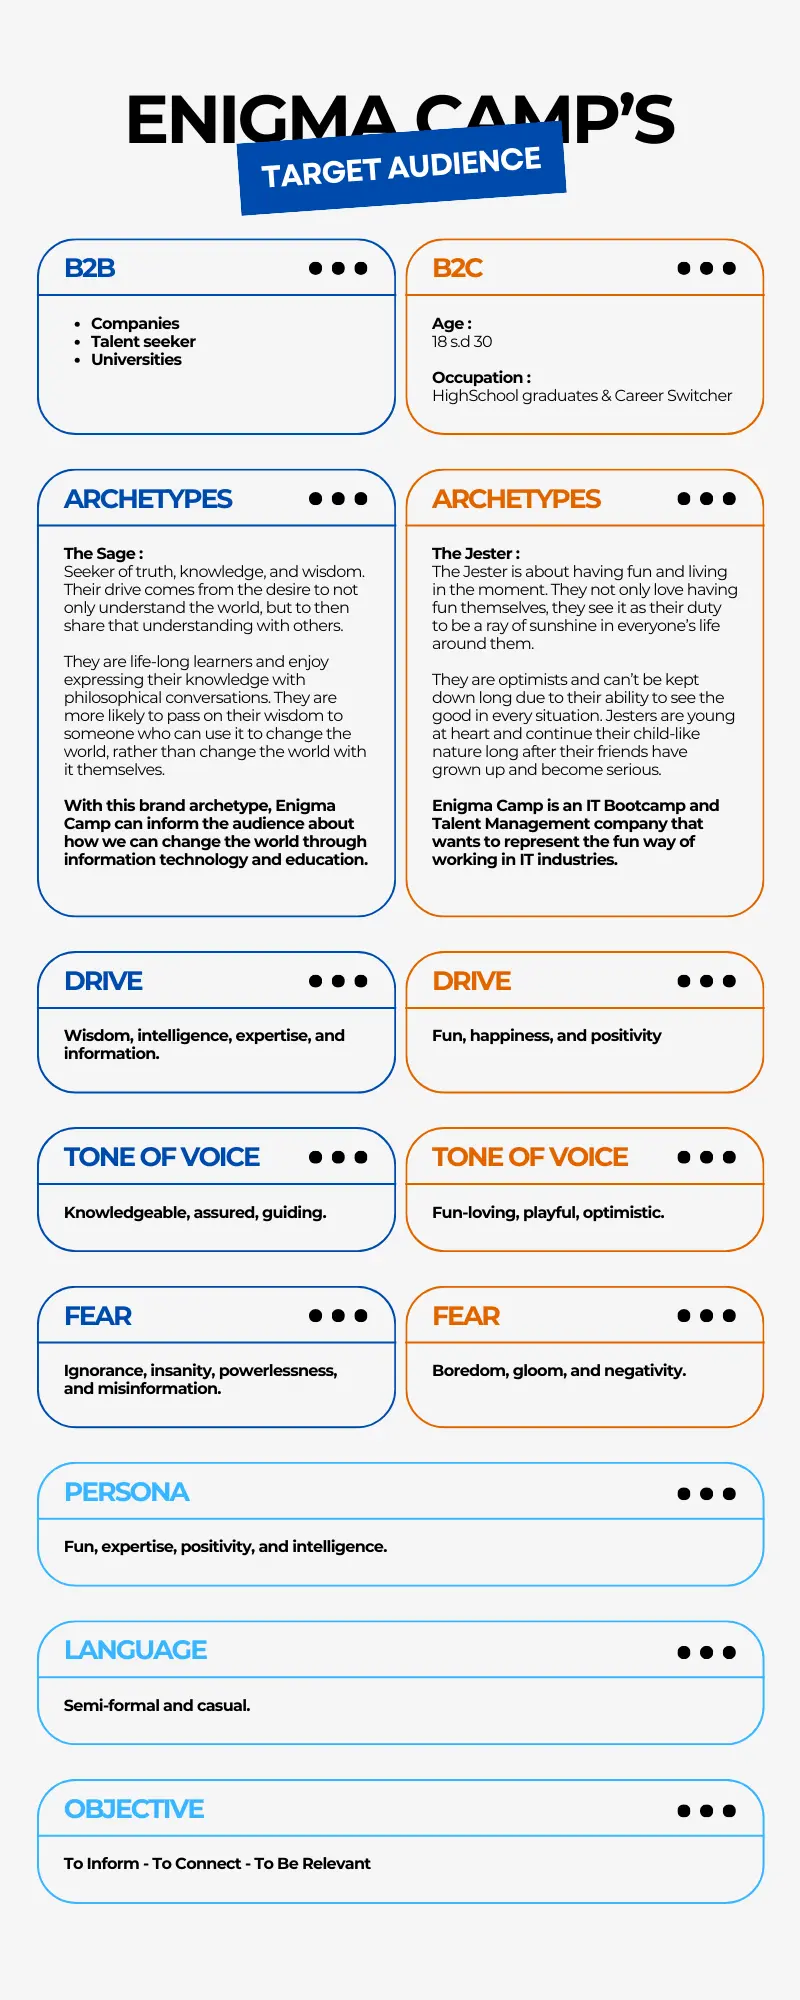 ENIGMA CAMP'S
TARGET AUDIENCE
B2B
• Companies
• Talent seeker
• Universities
B2C
Age :
18 s.d 30
Occupation :
HighSchool graduates & Career Switcher
ARCHETYPES
The Sage :
Seeker of truth, knowledge, and wisdom.
Their drive comes from the desire to not
only understand the world, but to then
share that understanding with others.
They are life-long learners and enjoy
expressing their knowledge with
philosophical conversations. They are
more likely to pass on their wisdom to
someone who can use it to change the
world, rather than change the world with
it themselves.
With this brand archetype, Enigma
Camp can inform the audience about
how we can change the world through
information technology and education.
ARCHETYPES
The Jester :
The Jester is about having fun and living
in the moment. They not only love having
fun themselves, they see it as their duty
to be a ray of sunshine in everyone's life
around them.
They are optimists and can't be kept
down long due to their ability to see the
good in every situation. Jesters are young
at heart and continue their child-like
nature long after their friends have
grown up and become serious.
Enigma Camp is an IT Bootcamp and
Talent Management company that
wants to represent the fun way of
working in IT industries.
DRIVE
Wisdom, intelligence, expertise, and
information.
DRIVE
Fun, happiness, and positivity
TONE OF VOICE
Knowledgeable, assured, guiding.
TONE OF VOICE
Fun-loving, playful, optimistic.
FEAR
Ignorance, insanity, powerlessness,
and misinformation.
FEAR
Boredom, gloom, and negativity.
PERSONA
Fun, expertise, positivity, and intelligence.
LANGUAGE
Semi-formal and casual.
OBJECTIVE
To Inform - To Connect - To Be Relevant